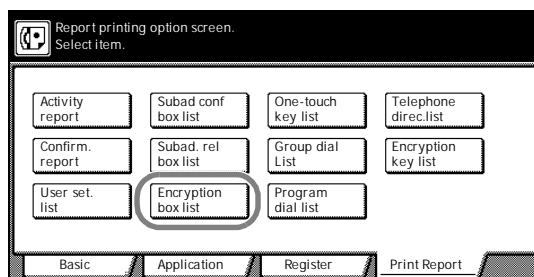 Report printing option screen.
Select item.
Activity
report
Subad conf
box list
One-touch
key list
Telephone
direc.list
Confirm.
report
Subad. rel
box list
Group dial
List
Encryption
key list
User set.
list
Encryption
box list
Program
dial list
Basic
Application
Register
Print Report